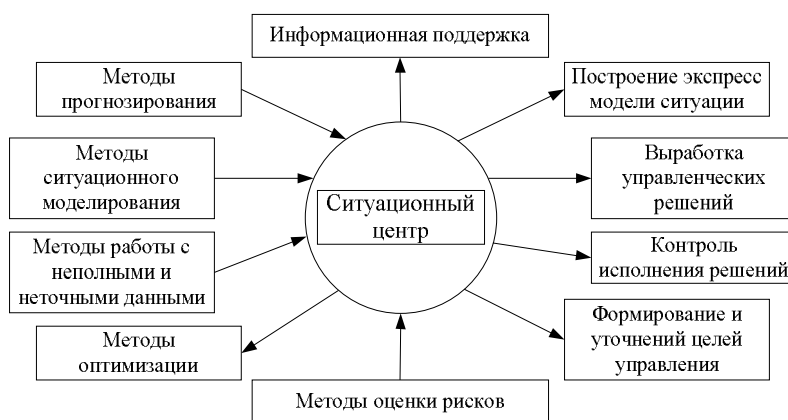 Информационная поддержка
Методы
прогнозирования
Построение экспресс
модели ситуации
Методы
ситуационного
моделирования
Выработка
управленческих
решений
Ситуационный
центр
Методы работы с
неполными и
неточными данными
Контроль
исполнения решений
Методы
оптимизации
Формирование и
уточнений целей
управления
Методы оценки рисков